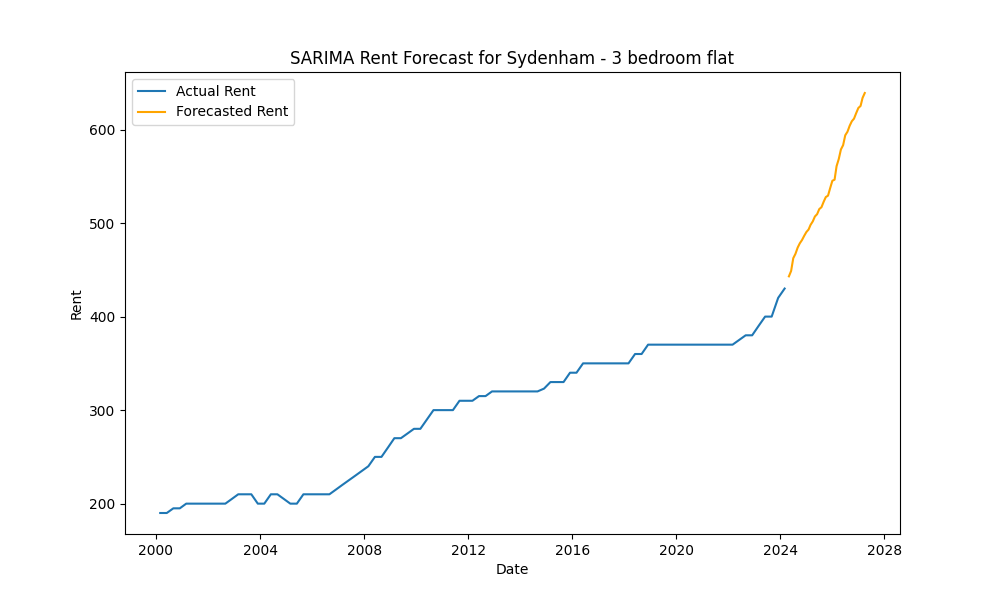 SARIMA Rent Forecast for Sydenham - 3 bedroom flat
Actual Rent
Forecasted Rent
600
500
400
300
200
Rent
2000 2004 2008 2012 2016 2020 2024 2028
Date